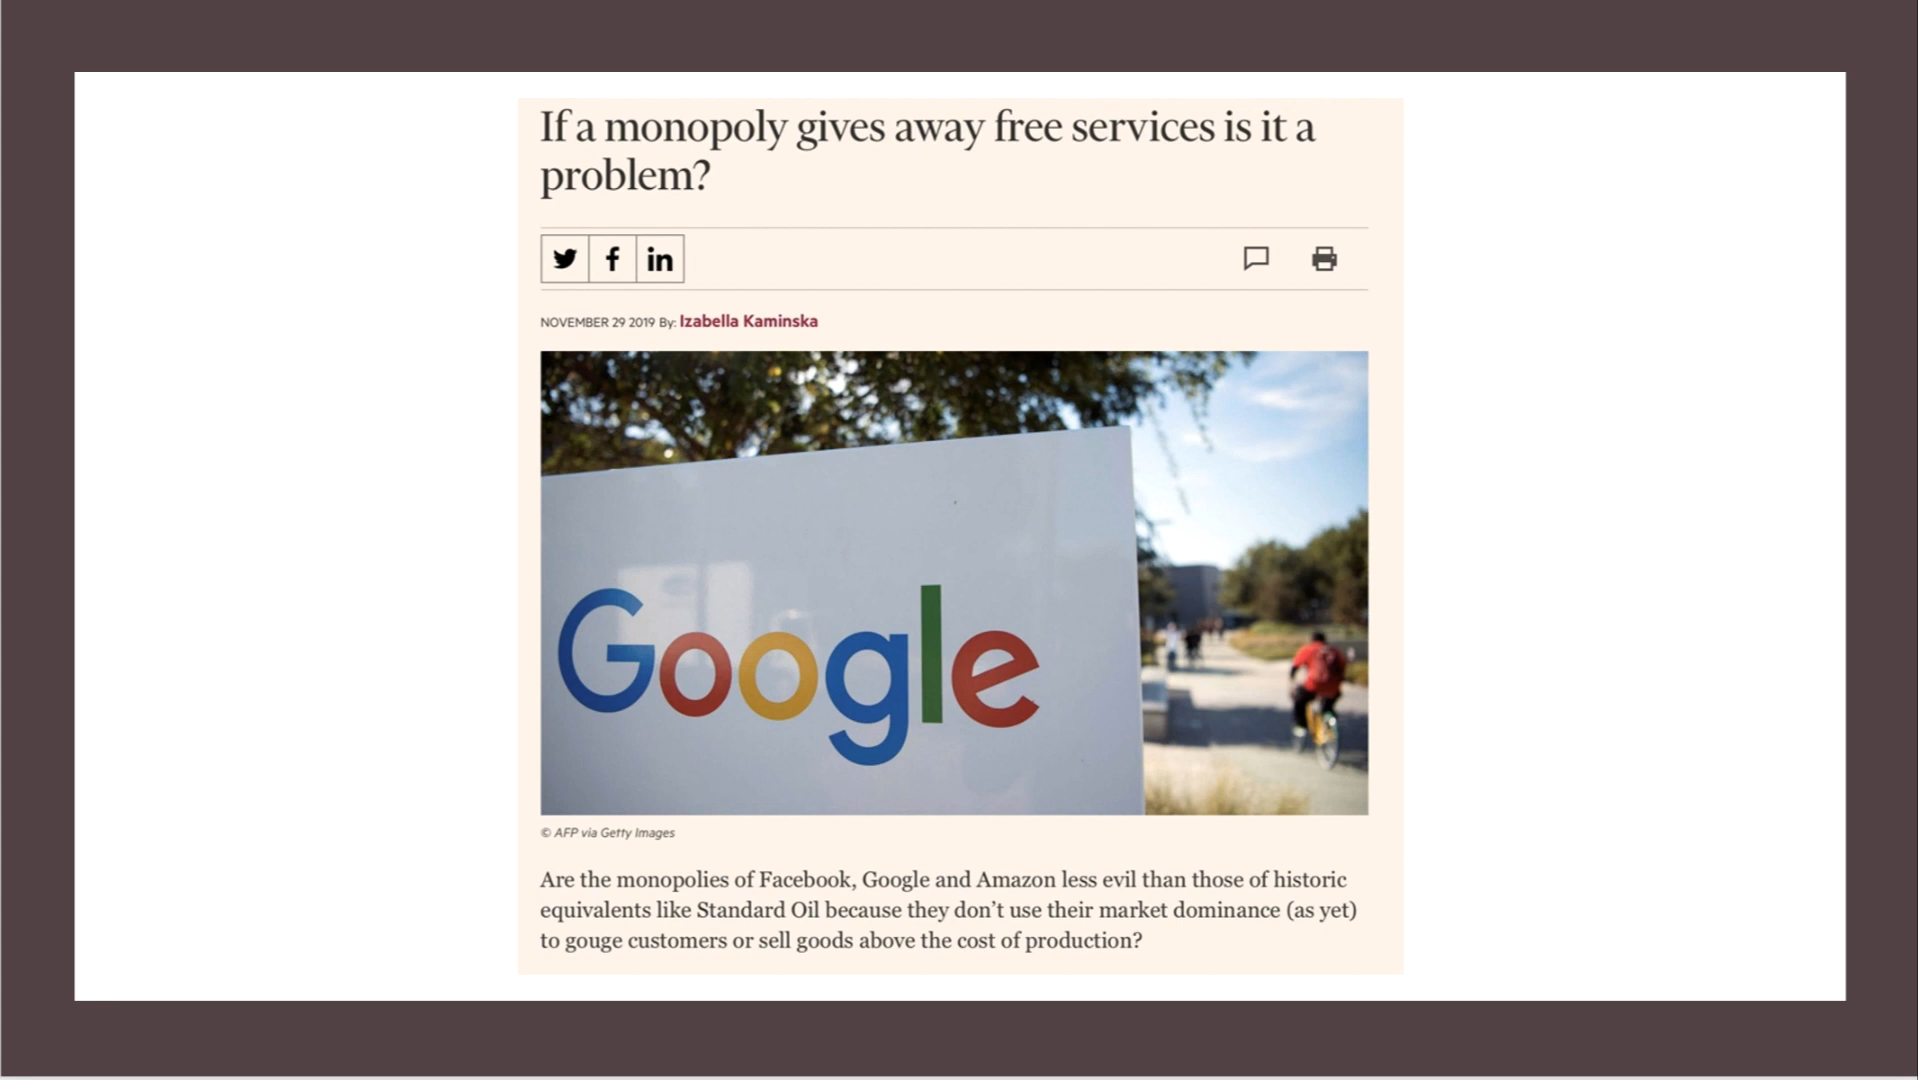 If a monopoly gives away free services is it a
problem?
NOVEMBER 29 2019 By: Izabella Kaminska
Google
© AFP via Getty Images
Are the monopolies of Facebook, Google and Amazon less evil than those of historic
equivalents like Standard Oil because they don’t use their market dominance (as yet)
to gouge customers or sell goods above the cost of production?